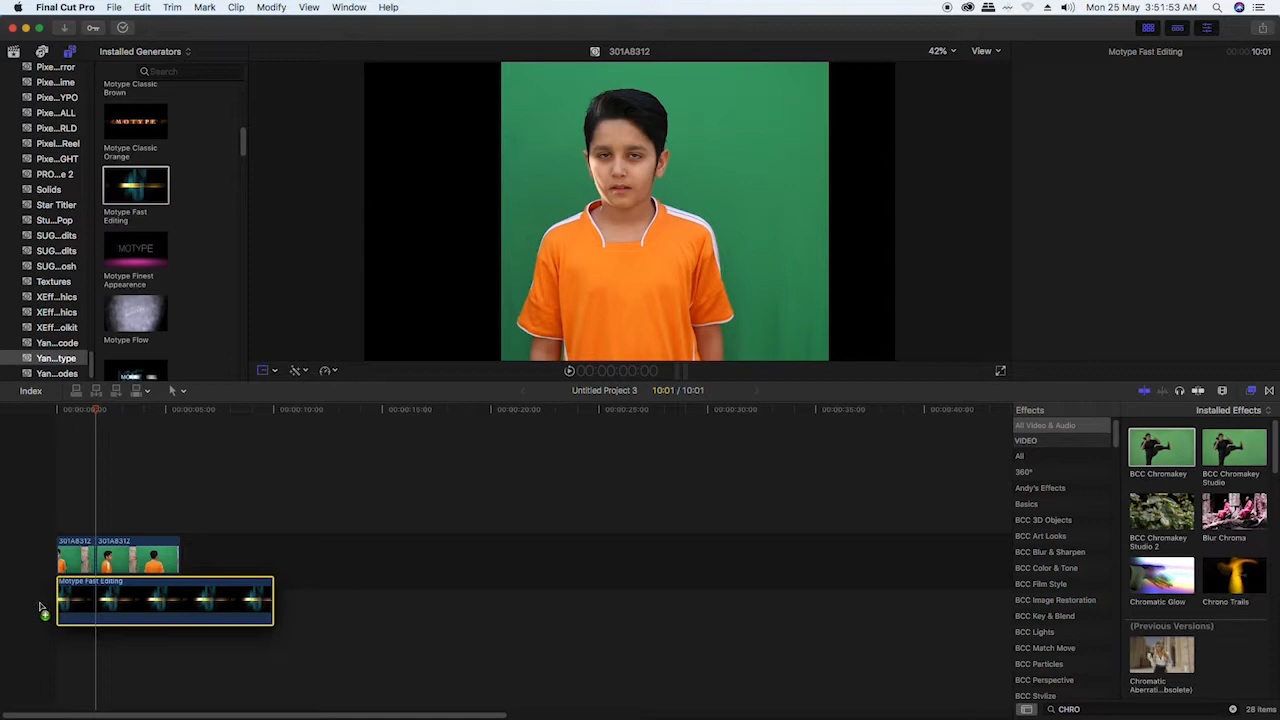 Final Cut Pro File Edit Trim Mark Clip Modify View Window Help
Mon 25 May 3:51:53 AM
Installed Generators
301A8312
42%
View
Motype Fast Editing
10:01
Search
Pixe...rror
Pixe...ime
Pixe...YPO
Pixe...ALL
Pixe...RLD
Pixel...Reel
Pixe...GHT
PRO...e 2
Solids
Star Titler
Stu...Pop
SUG...dits
SUG...dits
SUG...osh
Textures
XEff...hics
XEff...hics
XEff...olkit
Yan...code
Yan...type
Yan...odes
Motype Classic
Brown
MOTYPE
Motype Classic
Orange
Motype Fast
Editing
MOTYPE
Motype Finest
Appearence
Motype Flow
00:00:00:00
Index
Untitled Project 3
10:01 / 10:01
00:00:05:00
00:00:10:00
00:00:15:00
00:00:20:00
00:00:25:00
00:00:30:00
00:00:35:00
00:00:40:00
301A8312
301A8312
Motype Fast Editing
Effects
Installed Effects
All Video & Audio
VIDEO
All
360°
Andy's Effects
Basics
BCC 3D Objects
BCC Art Looks
BCC Blur & Sharpen
BCC Color & Tone
BCC Film Style
BCC Image Restoration
BCC Key & Blend
BCC Lights
BCC Match Move
BCC Particles
BCC Perspective
BCC Stylize
BCC Chromakey
BCC Chromakey
Studio
BCC Chromakey
Studio 2
Blur Chroma
Chromatic Glow
Chrono Trails
(Previous Versions)
Chromatic
Aberrati...bsolete)
CHRO
28 items